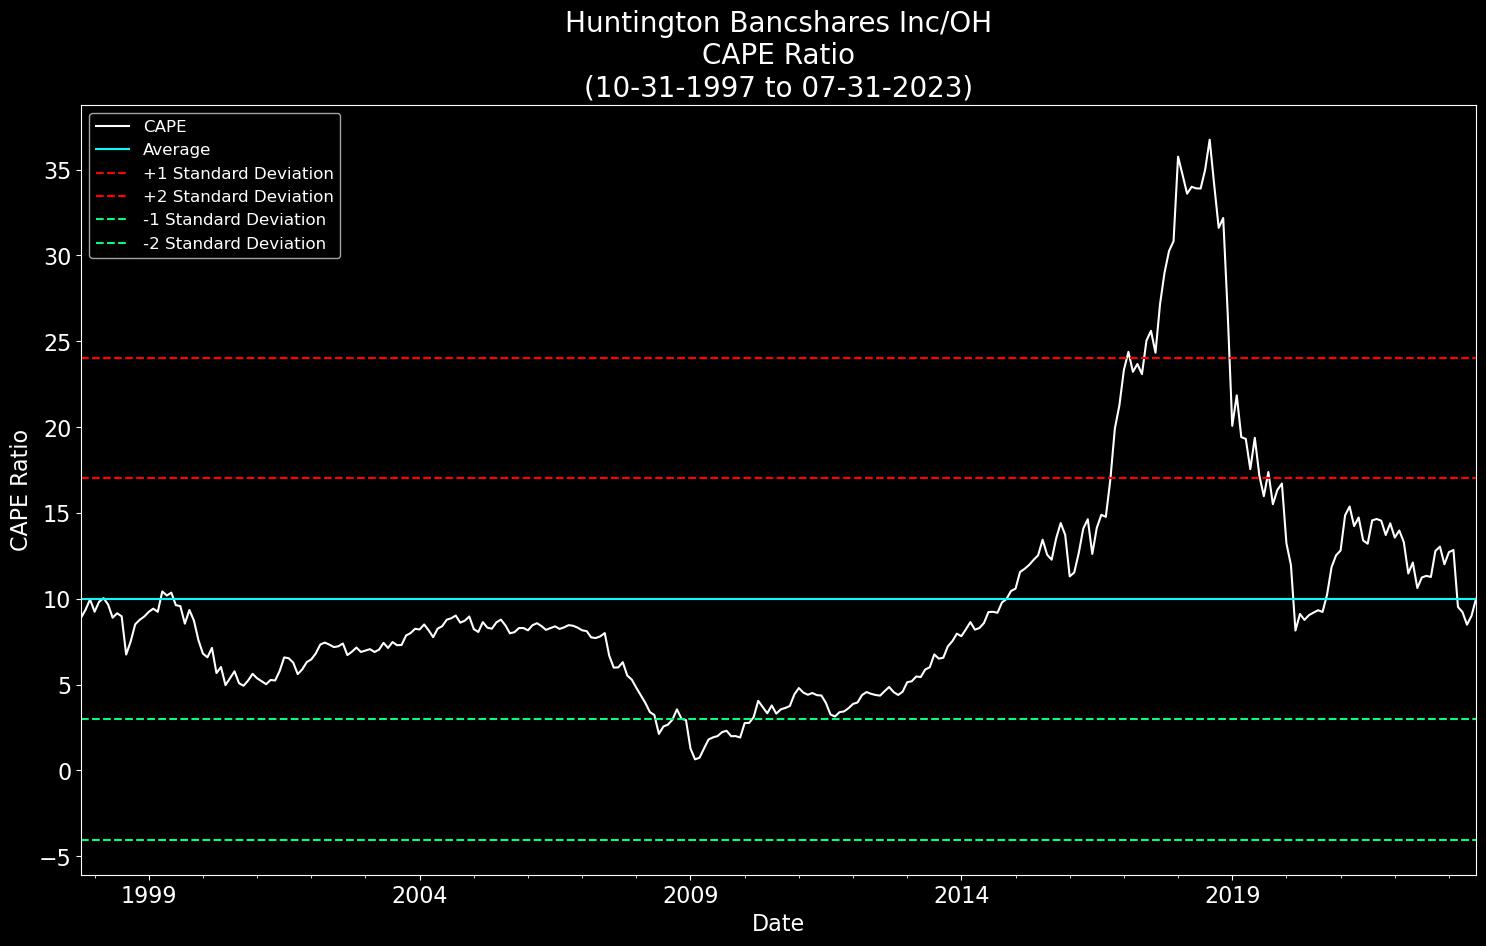 Huntington Bancshares Inc/OH
CAPE Ratio
(10-31-1997 to 07-31-2023)
CAPE
Average
+1 Standard Deviation
+2 Standard Deviation
-1 Standard Deviation
-2 Standard Deviation
35
30
25
20
15
10
5
0
−5
CAPE Ratio
1999 2004 2009 2014 2019
Date